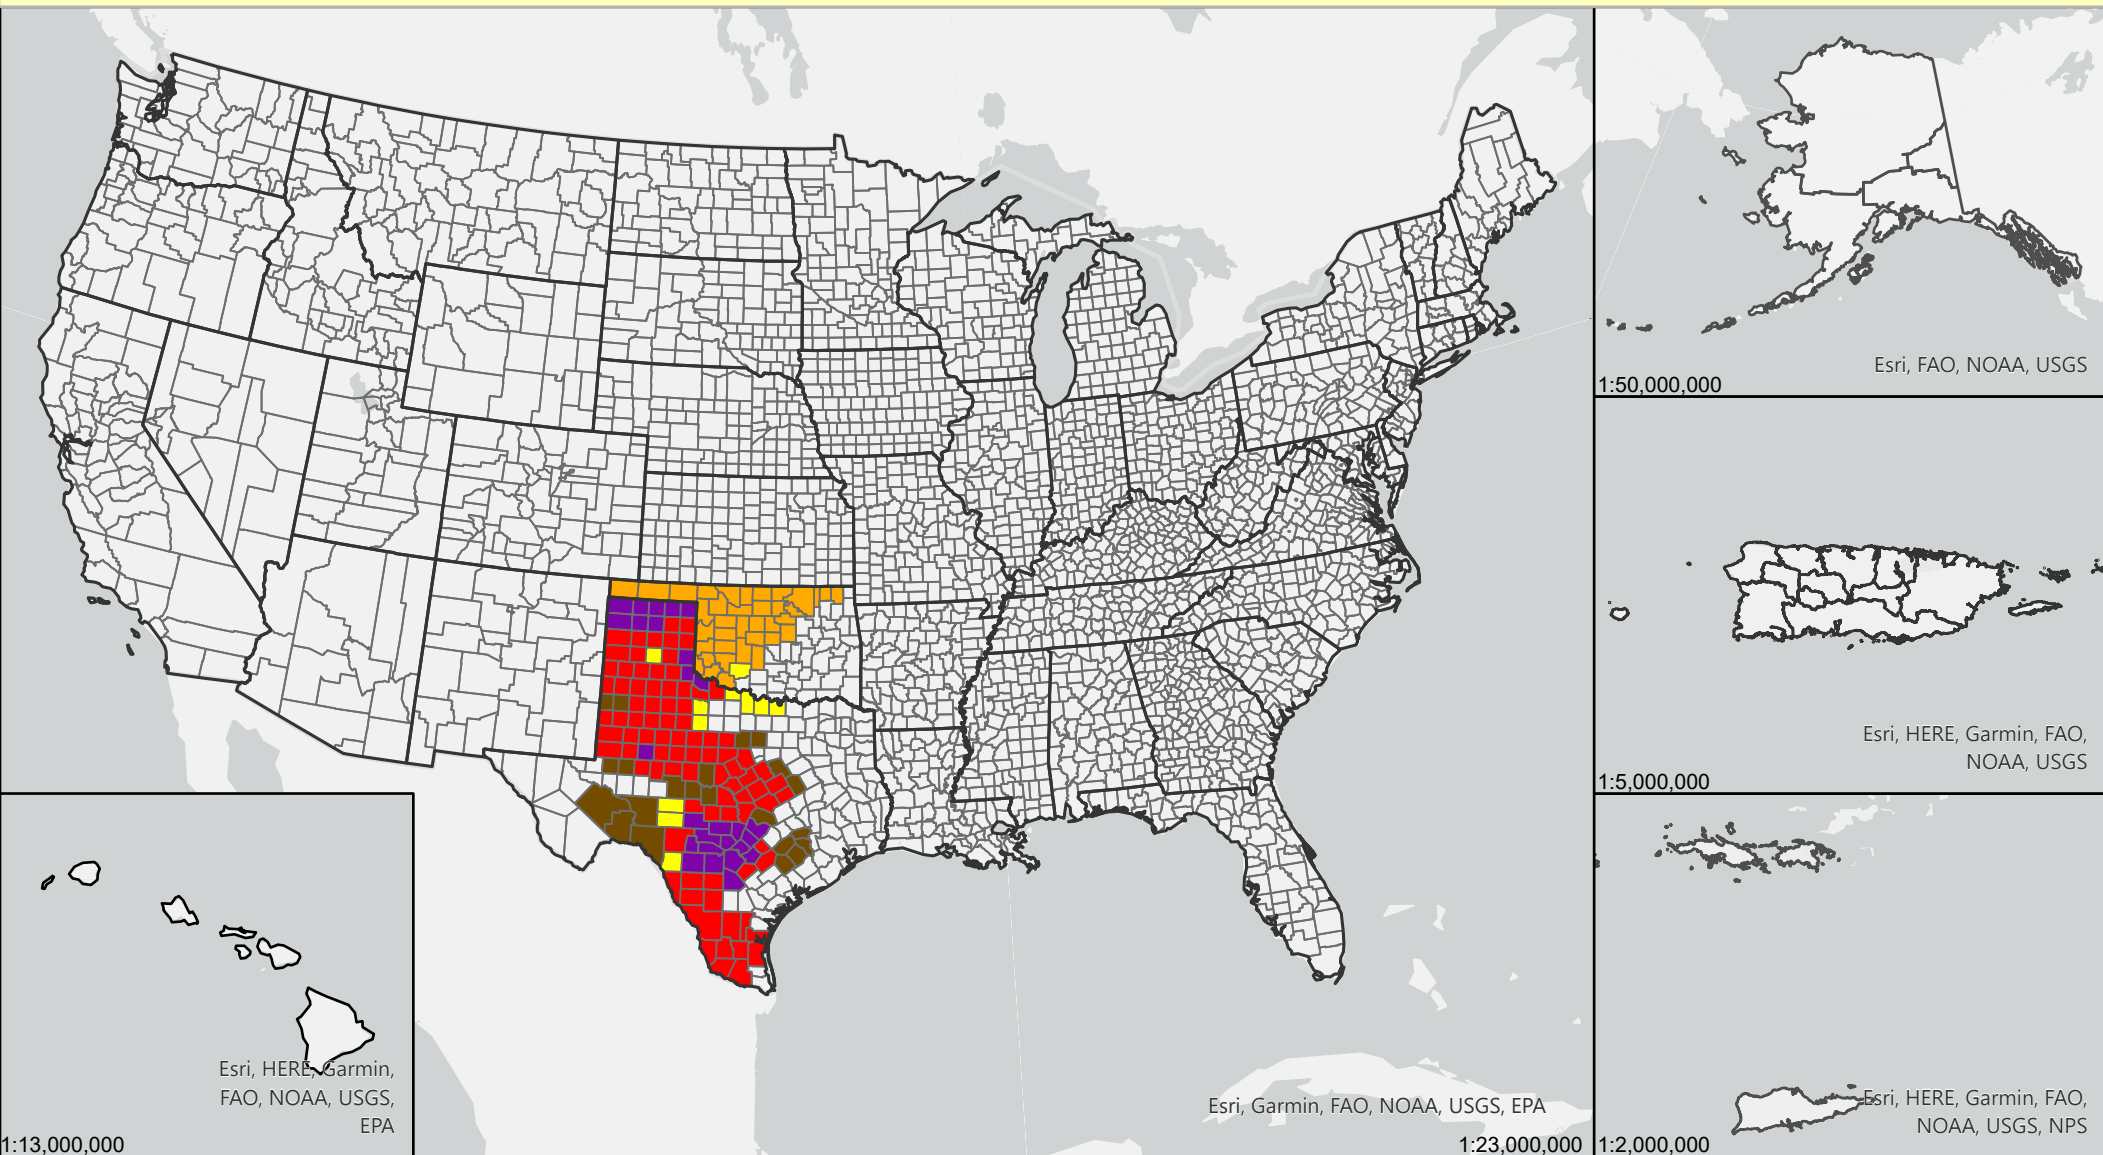 Esri, FAO, NOAA, USGS
1:50,000,000
Esri, HERE, Garmin, FAO,
NOAA, USGS
1:5,000,000
Esri, HERE, Garmin,
FAO, NOAA, USGS,
EPA
1:13,000,000
Esri, Garmin, FAO, NOAA, USGS, EPA
1:23,000,000
Esri, HERE, Garmin, FAO,
NOAA, USGS, NPS
1:2,000,000